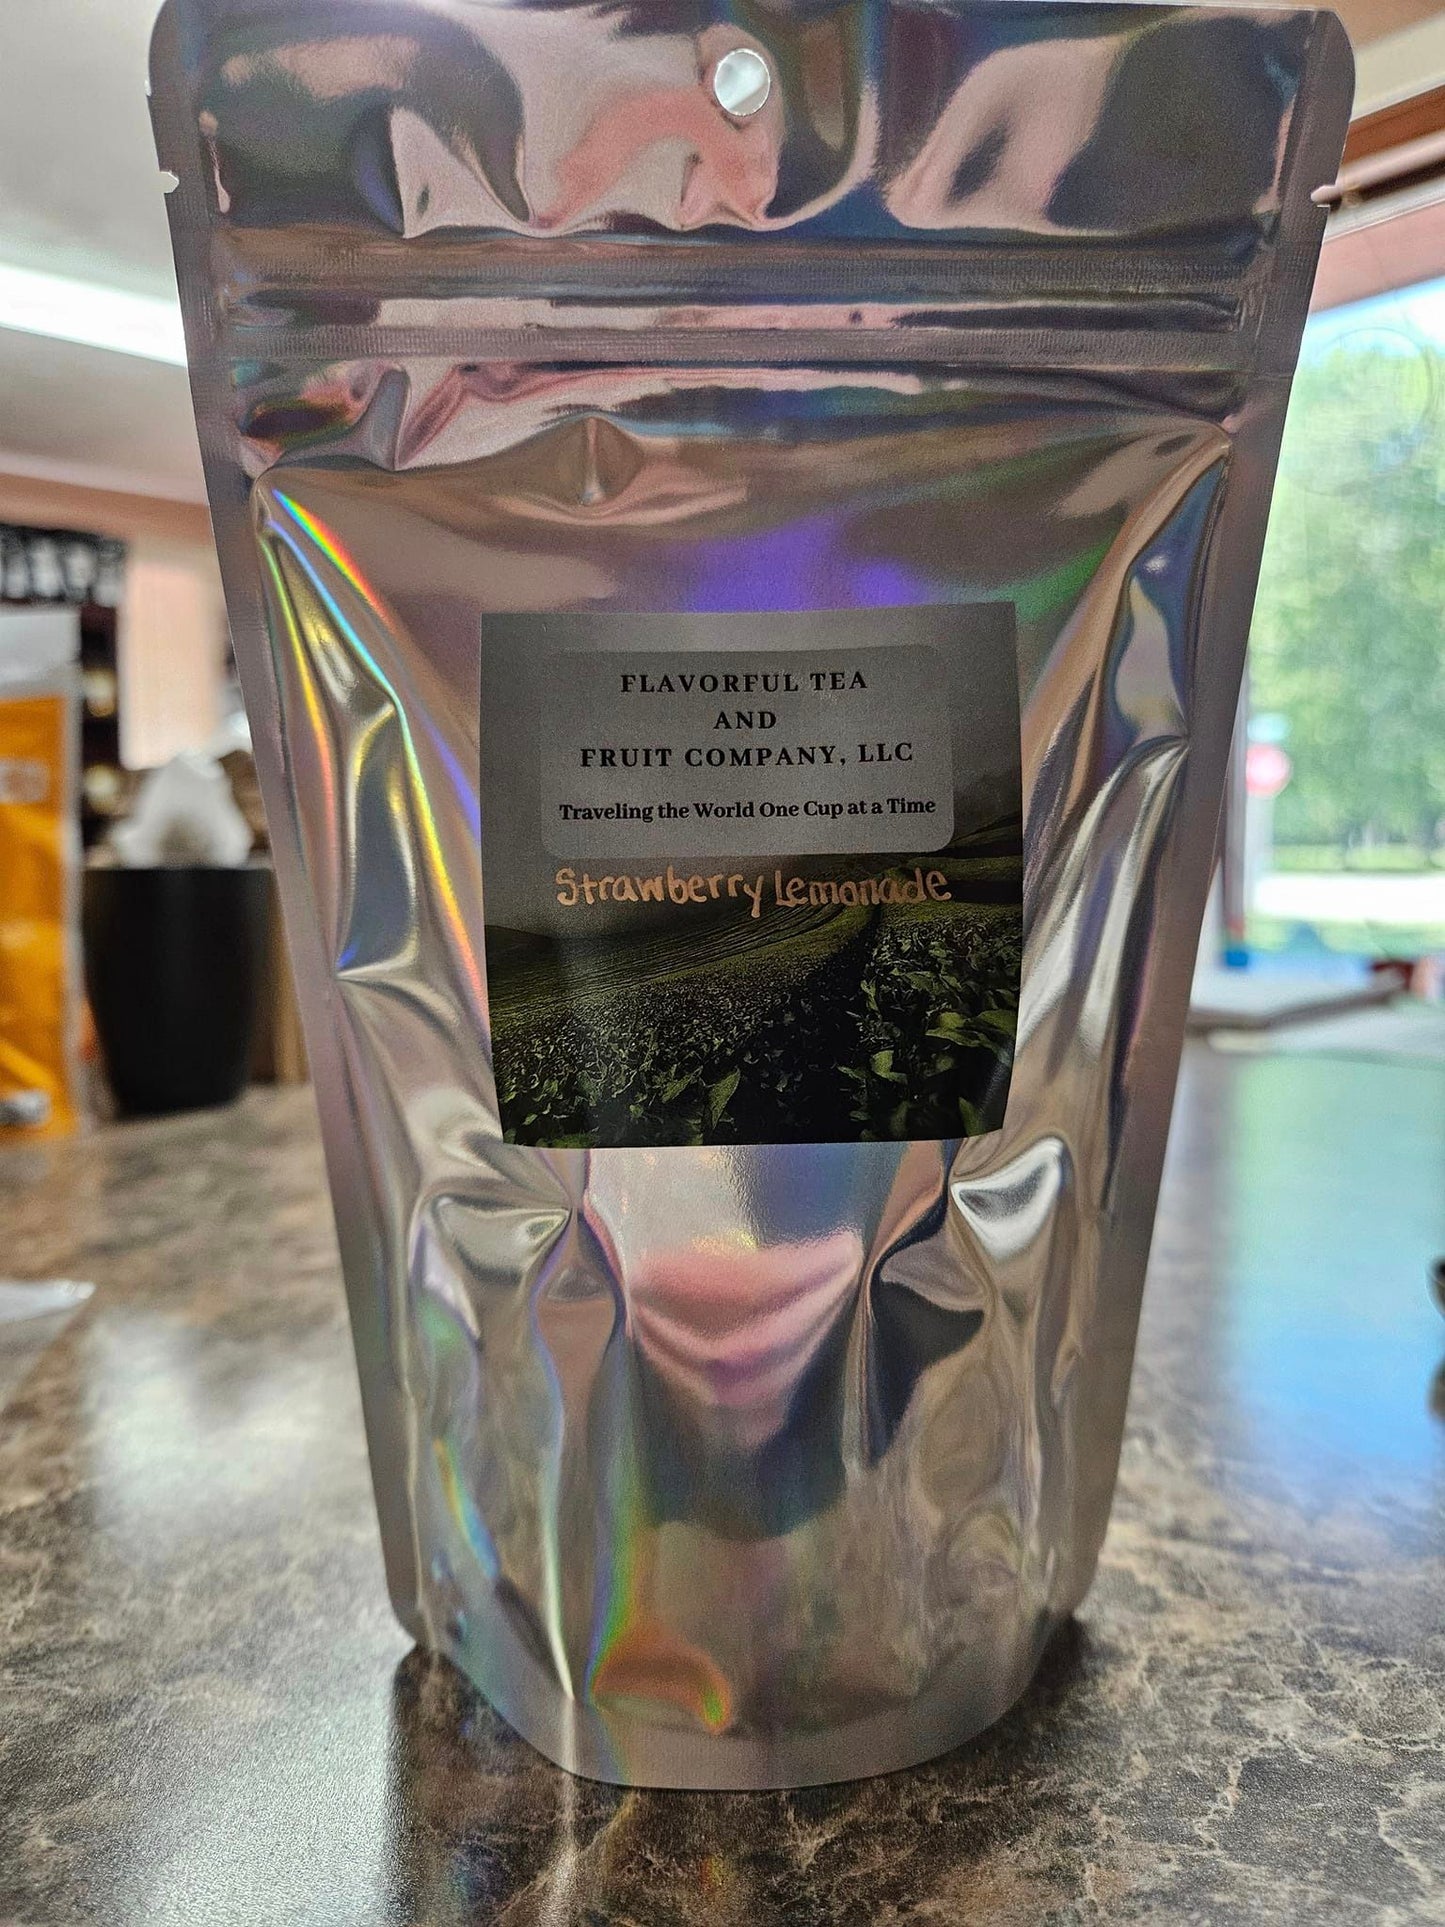 FLAVORFUL TEA
AND
FRUIT COMPANY, LLC
Traveling the World One Cup at a Time
Strawberry Lemonade